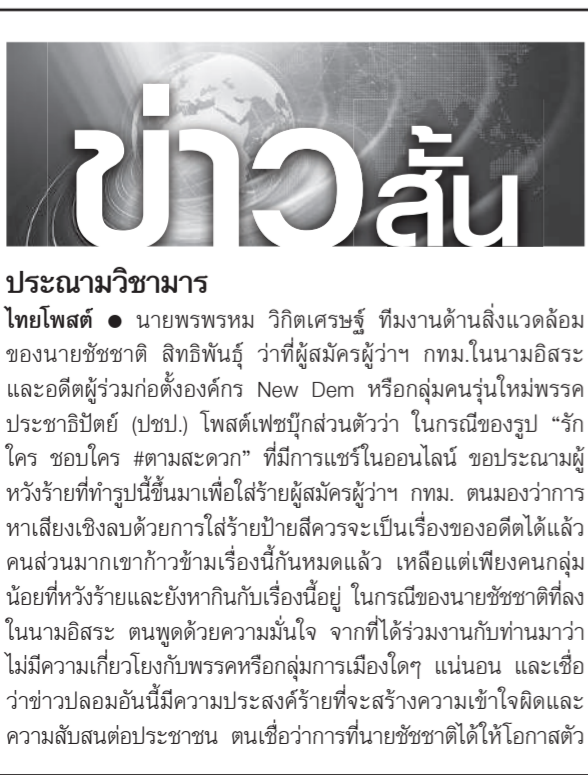 ข่าวสั้น
ประณามวิชามาร
ไทยโพสต์ ● นายพรพรหม วิกิตเศรษฐ์ ทีมงานด้านสิ่งแวดล้อม
ของนายชัชชาติ สิทธิพันธุ์ ว่าที่ผู้สมัครผู้ว่าฯ กทม.ในนามอิสระ
และอดีตผู้ร่วมก่อตั้งองค์กร New Dem หรือกลุ่มคนรุ่นใหม่พรรค
ประชาธิปัตย์ (ปชป.) โพสต์เฟซบุ๊กส่วนตัวว่า ในกรณีของรูป “รัก
ใคร ชอบใคร #ตามสะดวก” ที่มีการแชร์ในออนไลน์ ขอประณามผู้
หวังร้ายที่ทำรูปนี้ขึ้นมาเพื่อใส่ร้ายผู้สมัครผู้ว่าฯ กทม. ตนมองว่าการ
หาเสียงเชิงลบด้วยการใส่ร้ายป้ายสีควรจะเป็นเรื่องของอดีตได้แล้ว
คนส่วนมากเขาก้าวข้ามเรื่องนี้กันหมดแล้ว เหลือแต่เพียงคนกลุ่ม
น้อยที่หวังร้ายและยังหากินกับเรื่องนี้อยู่ ในกรณีของนายชัชชาติที่ลง
ในนามอิสระ ตนพูดด้วยความมั่นใจ จากที่ได้ร่วมงานกับท่านมาว่า
ไม่มีความเกี่ยวโยงกับพรรคหรือกลุ่มการเมืองใดๆ แน่นอน และเชื่อ
ว่าข่าวปลอมอันนี้มีความประสงค์ร้ายที่จะสร้างความเข้าใจผิดและ
ความสับสนต่อประชาชน ตนเชื่อว่าการที่นายชัชชาติได้ให้โอกาสตัว